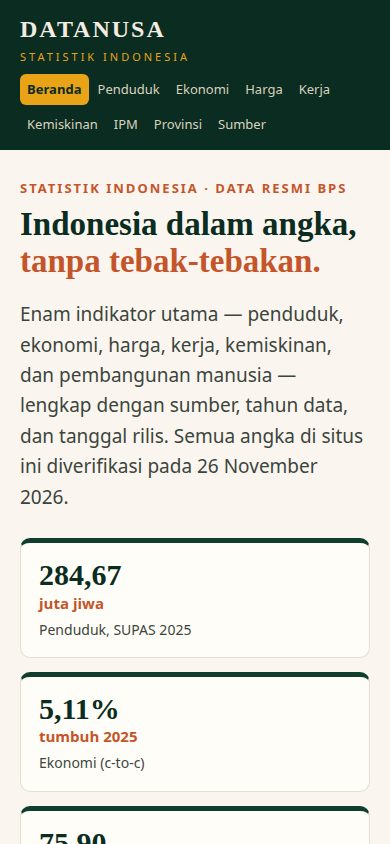 DATANUSA
STATISTIK INDONESIA
Beranda Penduduk Ekonomi Harga Kerja
Kemiskinan IPM Provinsi Sumber
STATISTIK INDONESIA · DATA RESMI BPS
Indonesia dalam angka,
tanpa tebak-tebakan.
Enam indikator utama — penduduk,
ekonomi, harga, kerja, kemiskinan,
dan pembangunan manusia —
lengkap dengan sumber, tahun data,
dan tanggal rilis. Semua angka di situs
ini diverifikasi pada 26 November
2026.
284,67
juta jiwa
Penduduk, SUPAS 2025
5,11%
tumbuh 2025
Ekonomi (c-to-c)
75,90